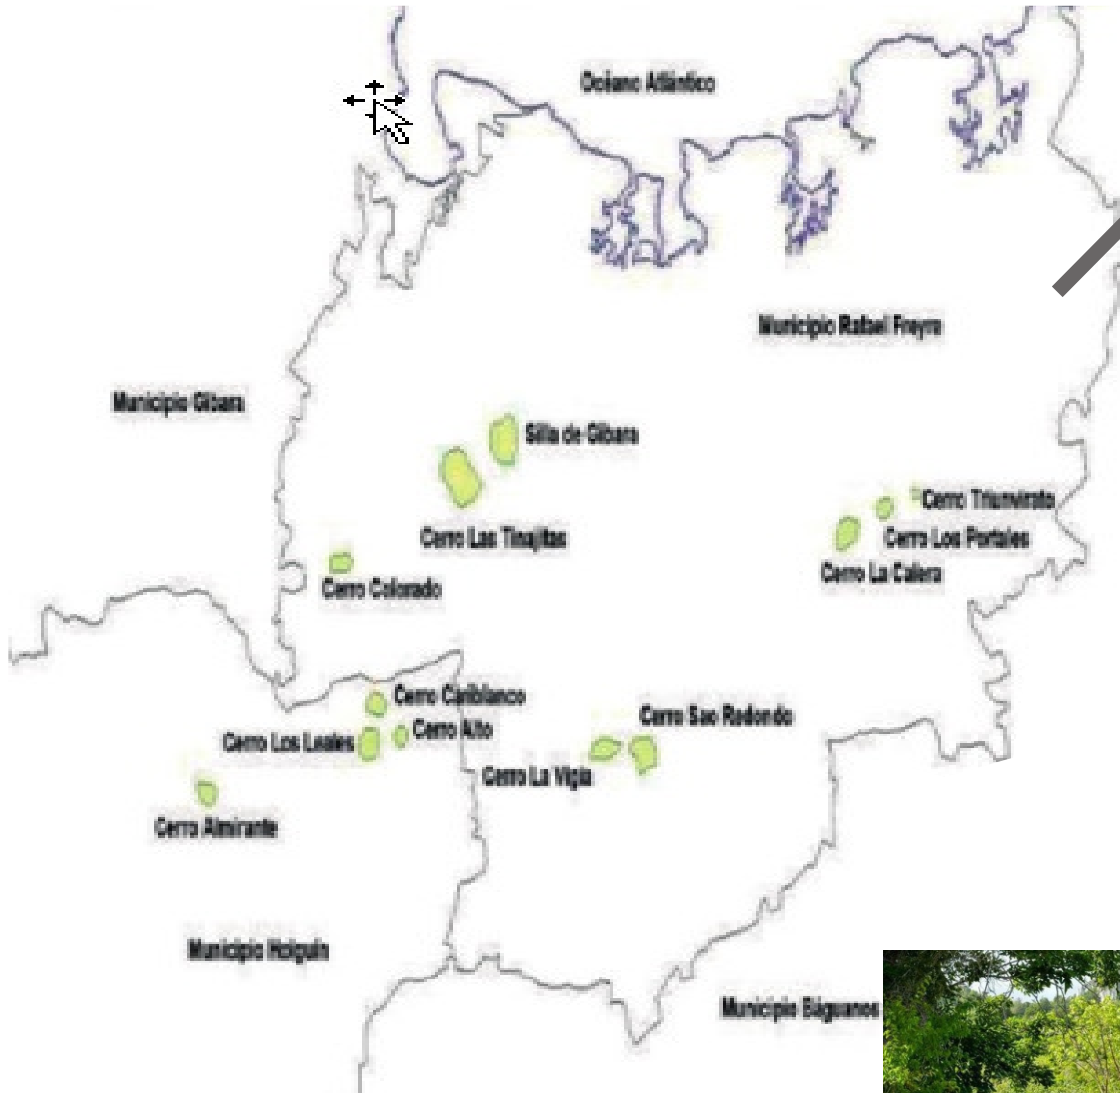 Océano Atlántico
Municipio Rafael Freyre
Municipio Gibara
Silla de Gibara
Cerro Triunvirato
Cerro Las Tinajitas
Cerro Los Portales
Cerro La Calera
Cerro Colorado
Cerro Cariblanco
Cerro Sao Redondo
Cerro Alto
Cerro Los Leales
Cerro La Vigia
Cerro Almirante
Municipio Holguín
Municipio Báguanos